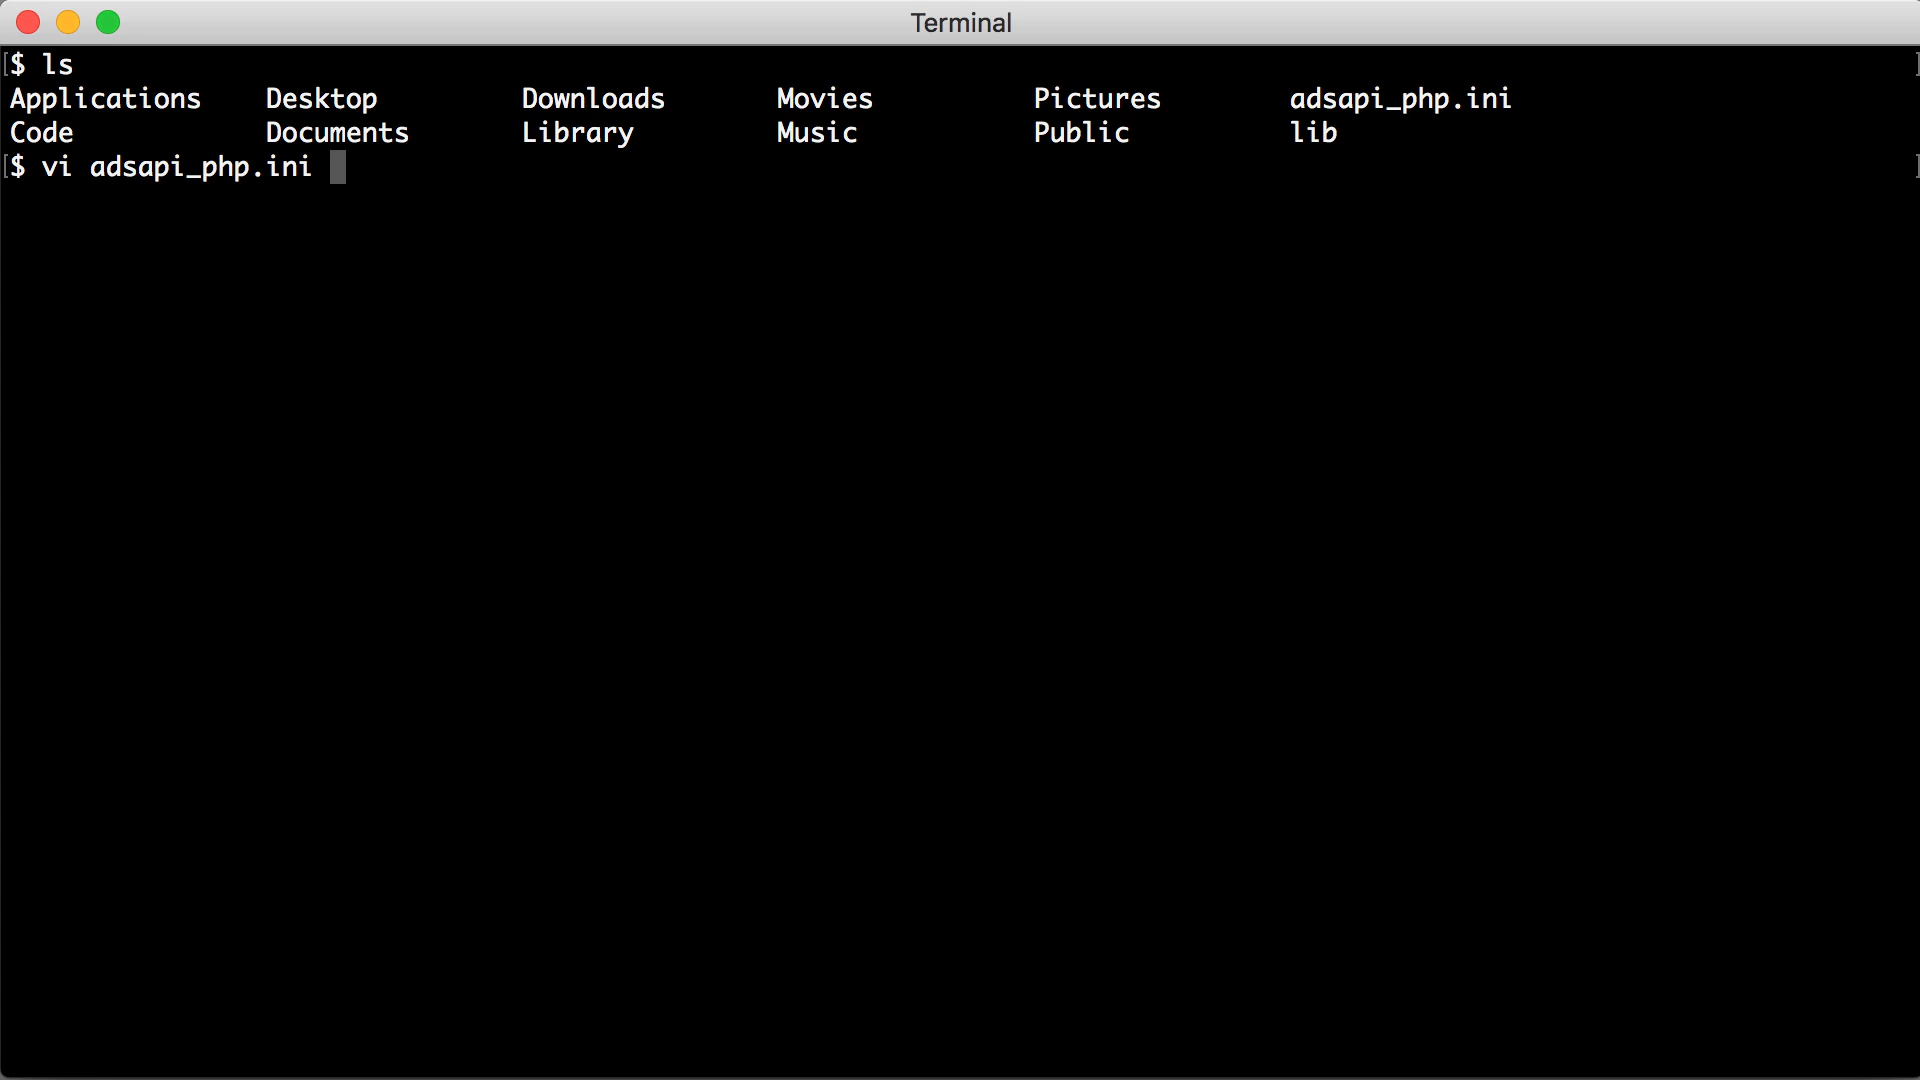 Terminal
[$ ls ]
Applications Desktop Downloads Movies Pictures adsapi_php.ini
Code Documents Library Music Public lib
[$ vi adsapi_php.ini ]